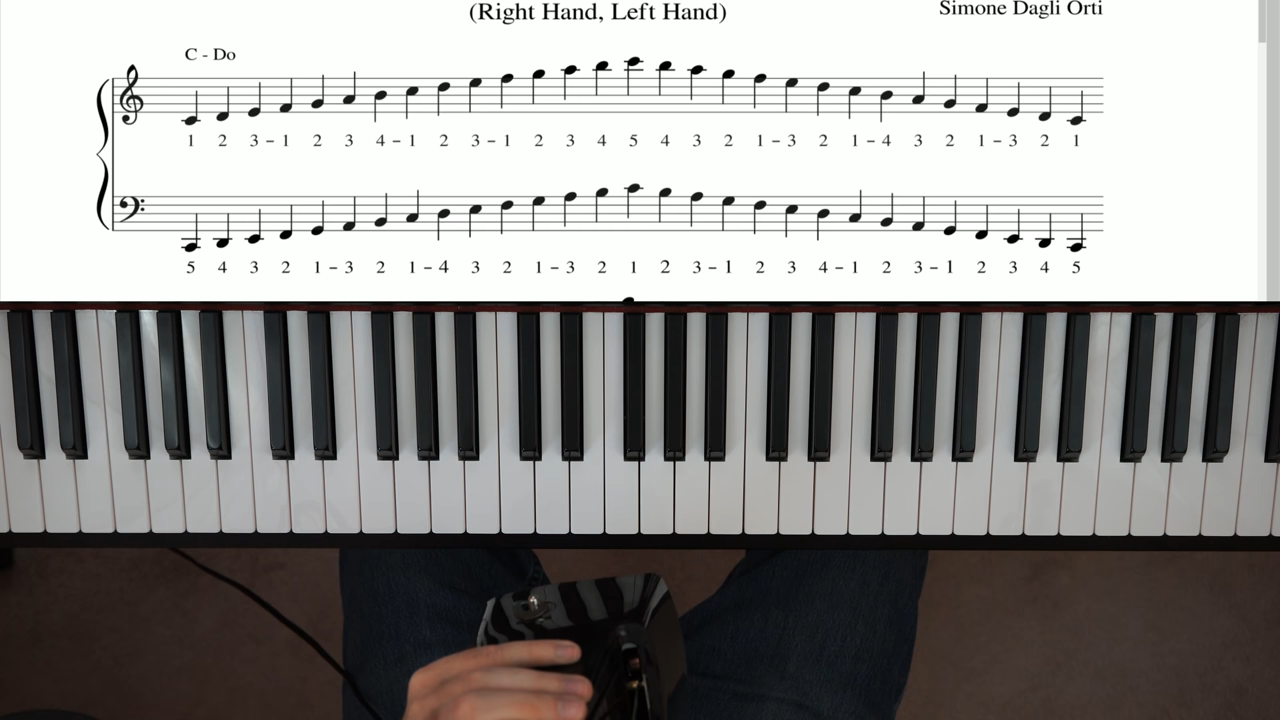 (Right Hand, Left Hand)
Simone Dagli Orti
C - Do
1 2 3 – 1 2 3 4 – 1 2 3 – 1 2 3 4 5 4 3 2 1 – 3 2 1 – 4 3 2 1 – 3 2 1
5 4 3 2 1 – 3 2 1 – 4 3 2 1 – 3 2 1 2 3 – 1 2 3 4 – 1 2 3 – 1 2 3 4 5